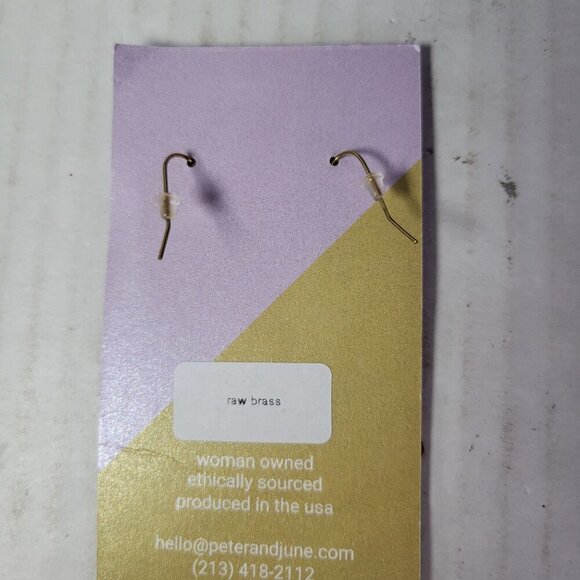 raw brass
woman owned
ethically sourced
produced in the usa
hello@peterandjune.com
(213) 418-2112